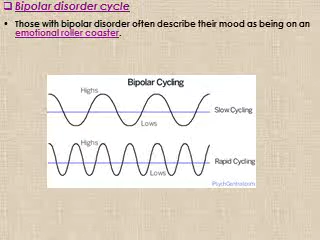 ❑ Bipolar disorder cycle
• Those with bipolar disorder often describe their mood as being on an
emotional roller coaster.
Bipolar Cycling
Highs
Slow Cycling
Lows
Highs
Rapid Cycling
Lows
PsychCentral.com